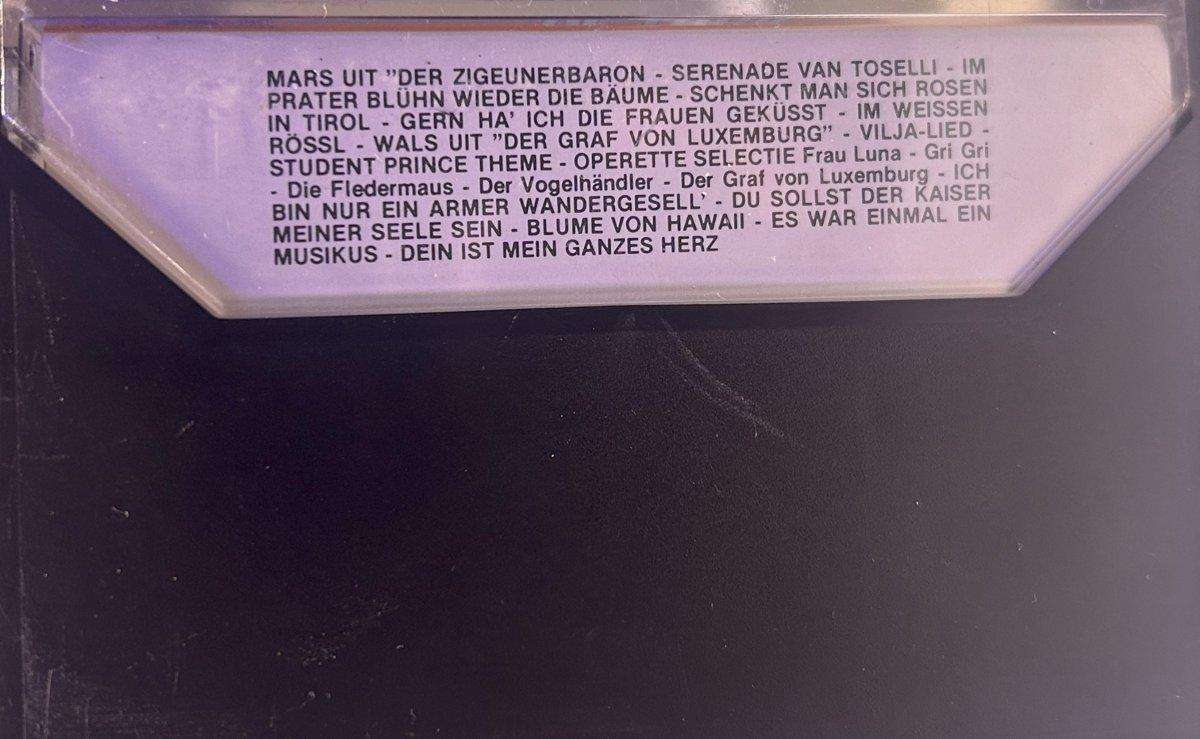 MARS UIT "DER ZIGEUNERBARON - SERENADE VAN TOSELLI - IM
PRATER BLÜHN WIEDER DIE BÄUME - SCHENKT MAN SICH ROSEN
IN TIROL - GERN HA' ICH DIE FRAUEN GEKÜSST - IM WEISSEN
RÖSSL - WALS UIT "DER GRAF VON LUXEMBURG" - VILJA-LIED -
STUDENT PRINCE THEME - OPERETTE SELECTIE Frau Luna - Gri Gri
- Die Fledermaus - Der Vogelhändler - Der Graf von Luxemburg - ICH
BIN NUR EIN ARMER WANDERGESELL' - DU SOLLST DER KAISER
MEINER SEELE SEIN - BLUME VON HAWAII - ES WAR EINMAL EIN
MUSIKUS - DEIN IST MEIN GANZES HERZ